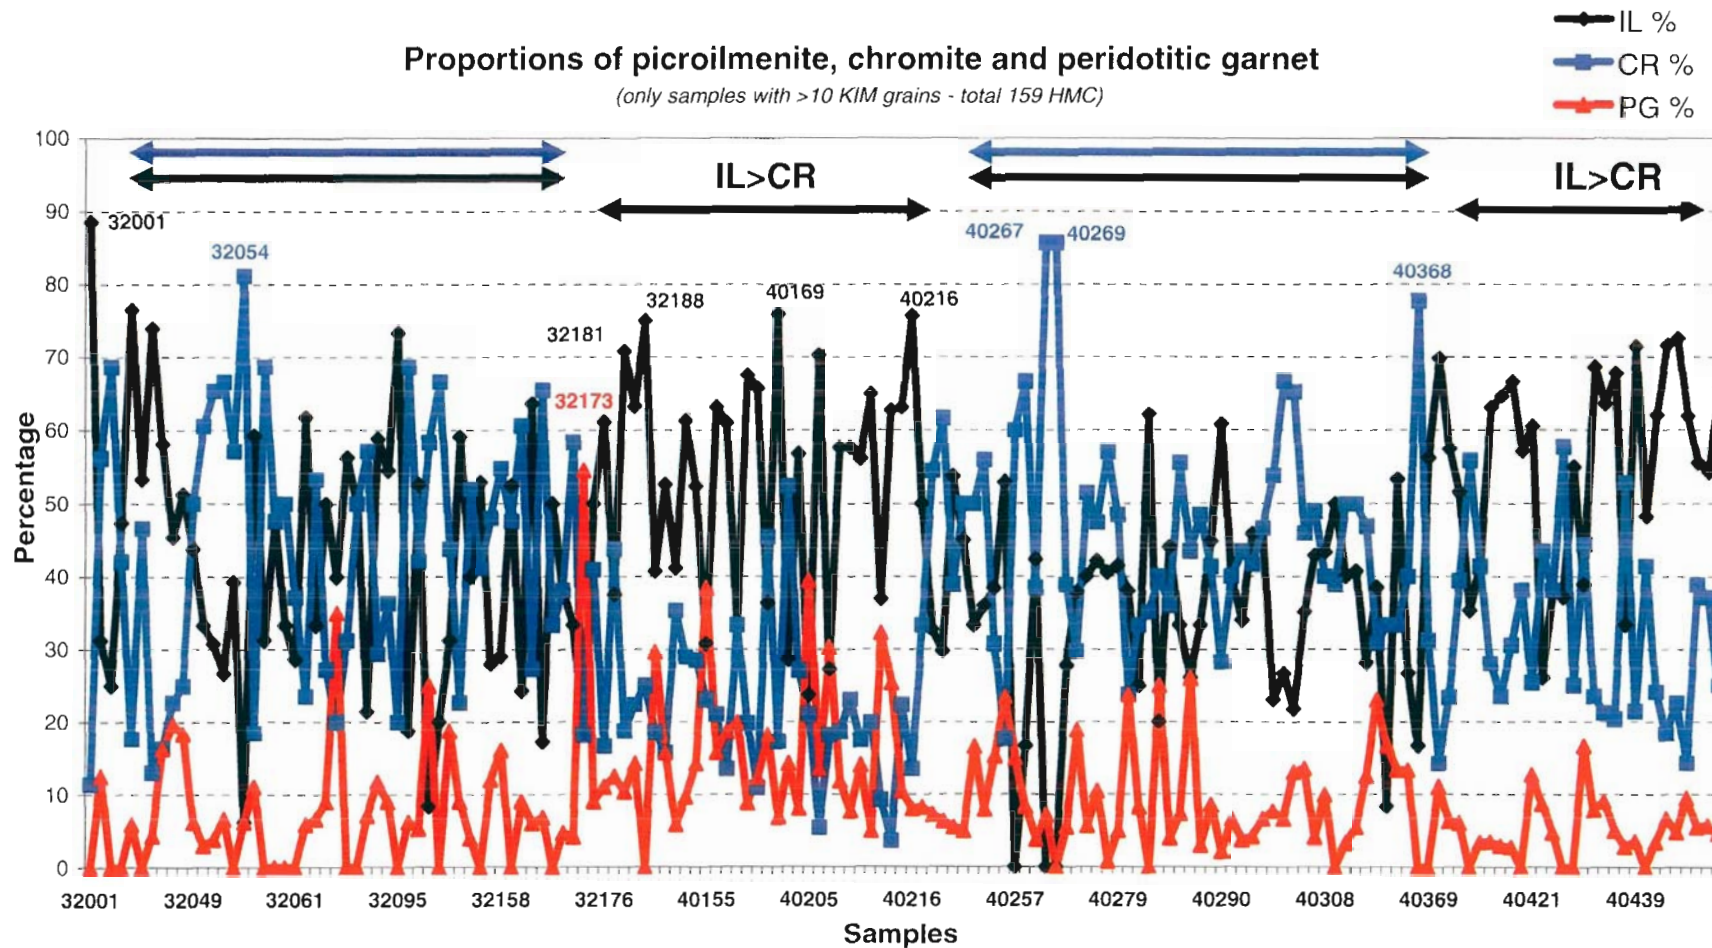 IL %
CR %
PG %
Proportions of picroilmenite, chromite and peridotitic garnet
(only samples with >10 KIM grains - total 159 HMC)
100
90
80
70
60
50
40
30
20
10
0
Percentage
IL>CR
IL>CR
32001
32054
32181
32173
32188
40169
40216
40267
40269
40368
32001 32049 32061 32095 32158 32176 40155 40205 40216 40257 40279 40290 40308 40369 40421 40439
Samples